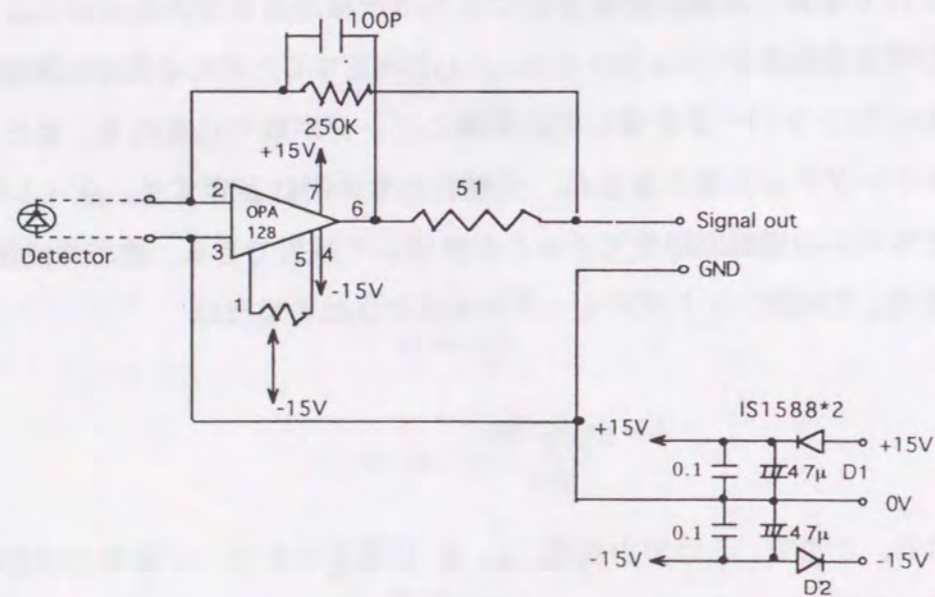 100P
250K
+15V
7
2
OPA
128
6
51
3
5
4
-15V
1
-15V
Detector
Signal out
GND
IS1588*2
+15V
+15V
0.1
47μ
D1
0V
0.1
47μ
-15V
-15V
D2